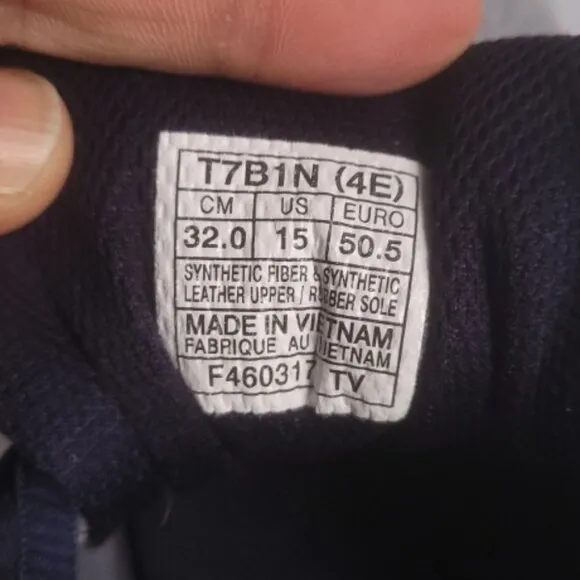 T7B1N (4E)
CM US EURO
32.0 15 50.5
SYNTHETIC FIBER & SYNTHETIC
LEATHER UPPER / RUBBER SOLE
MADE IN VIETNAM
FABRIQUE AU VIETNAM
F460317 TV